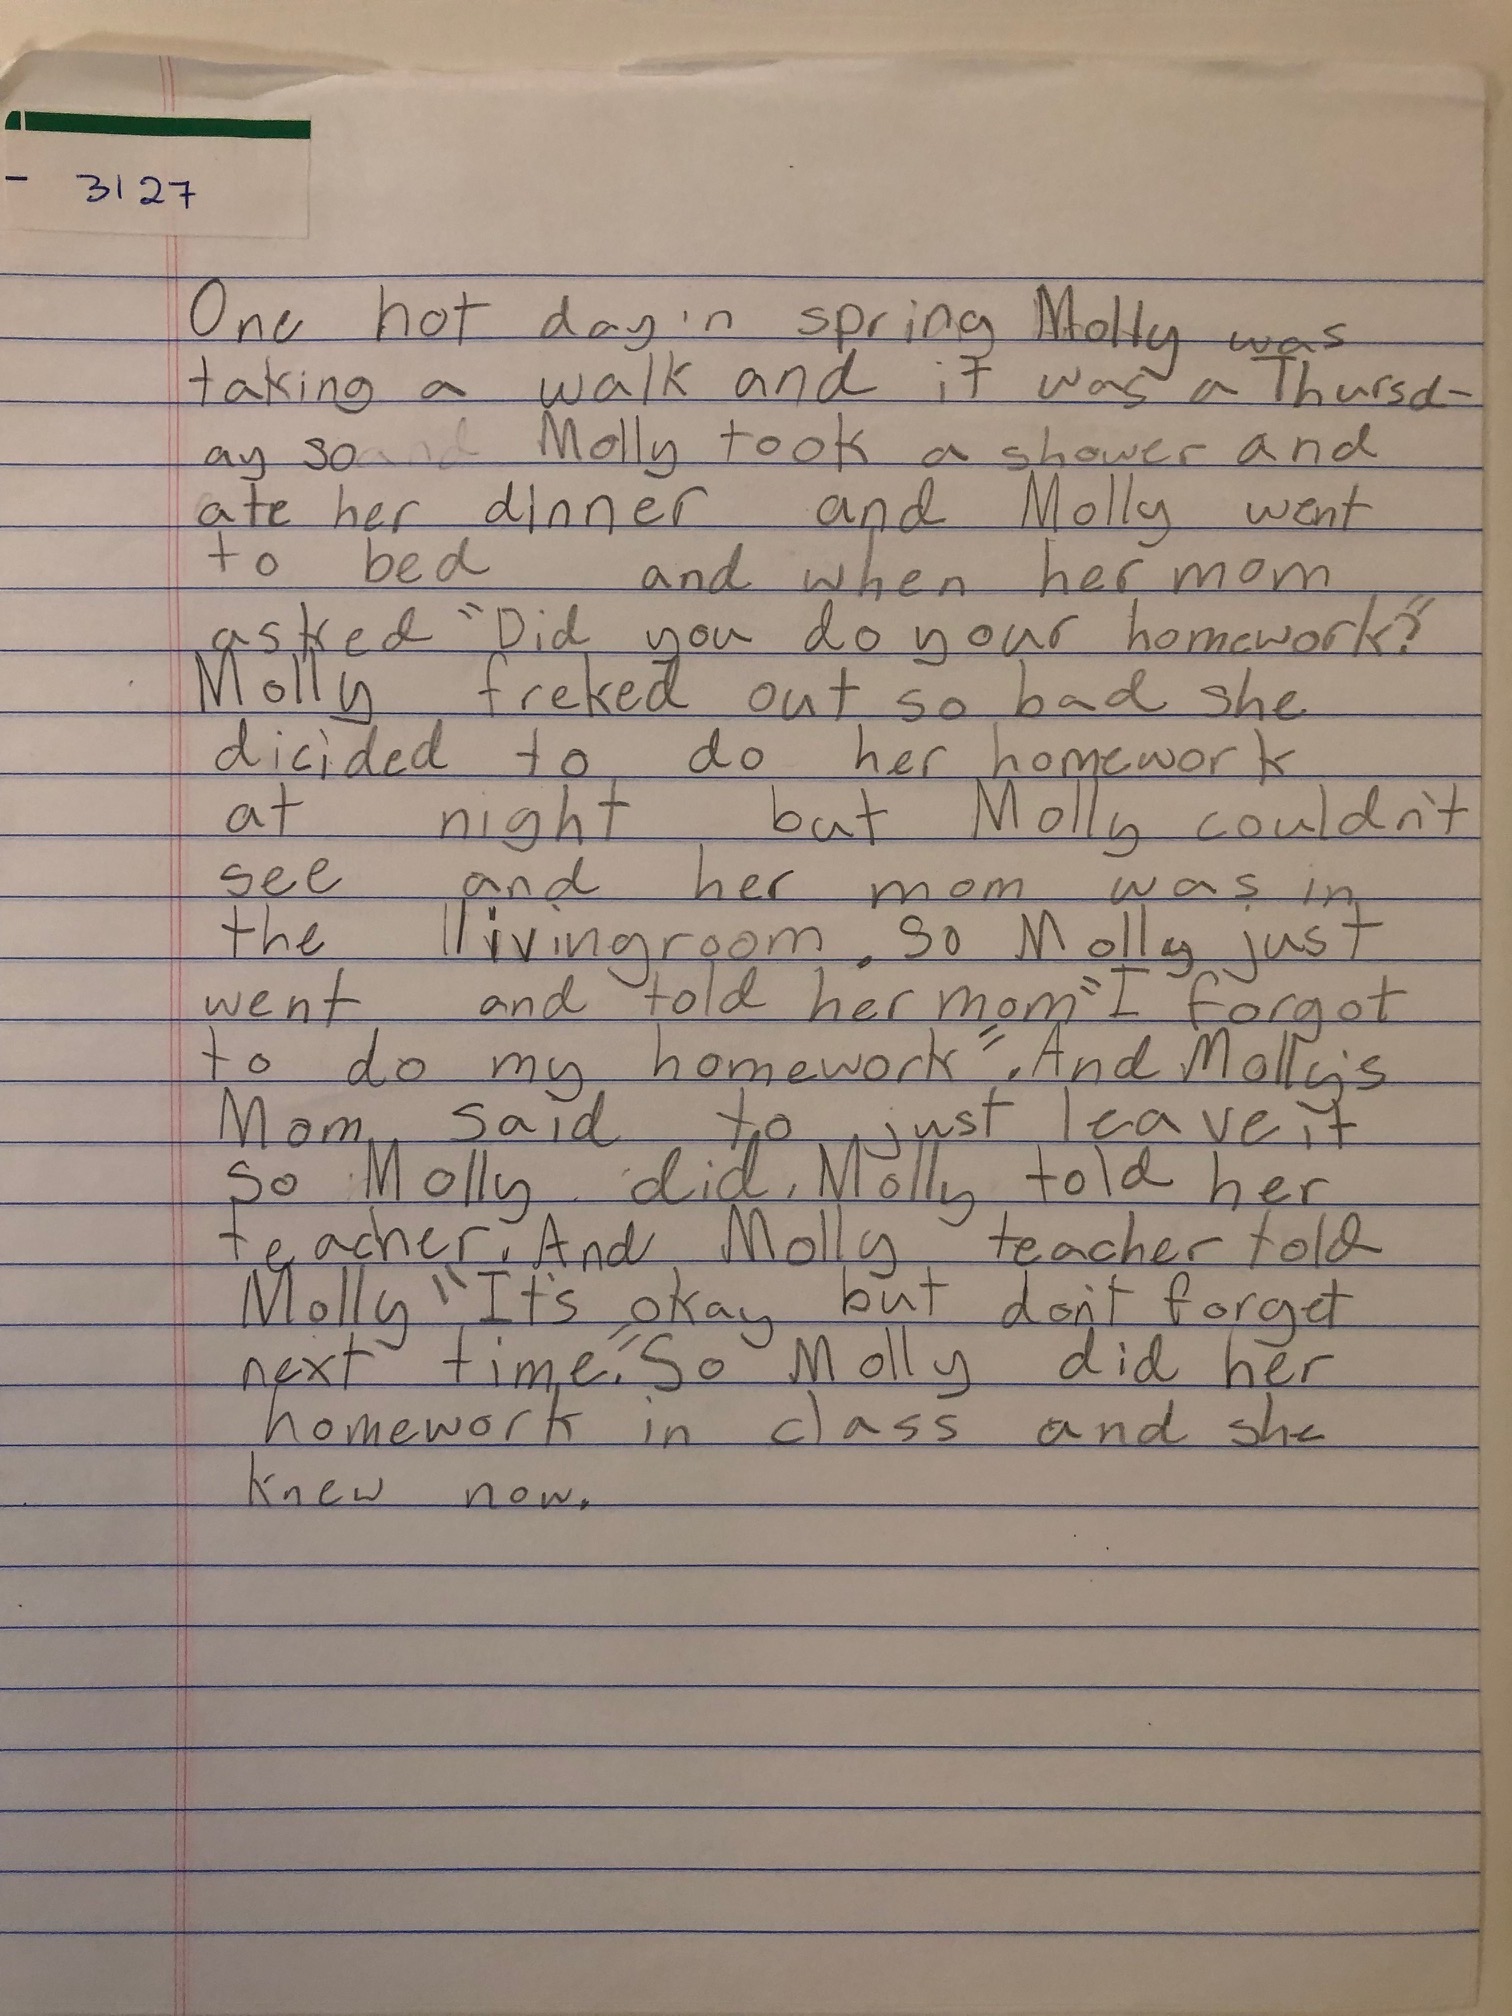 - 3127
One hot day in spring Molly was
taking a walk and it was a Thursd-
ay so Molly took a shower and
ate her dinner and Molly went
to bed and when her mom
asked "Did you do your homework?"
Molly freked out so bad she
dicided to do her homework
at night but Molly couldn't
see and her mom was in
the llivingroom. So Molly just
went and told her mom "I forgot
to do my homework". And Molly's
Mom said to just leave it
so Molly did. Molly told her
teacher. And Molly teacher told
Molly "It's okay but don't forget
next time." So Molly did her
homework in class and she
knew now.